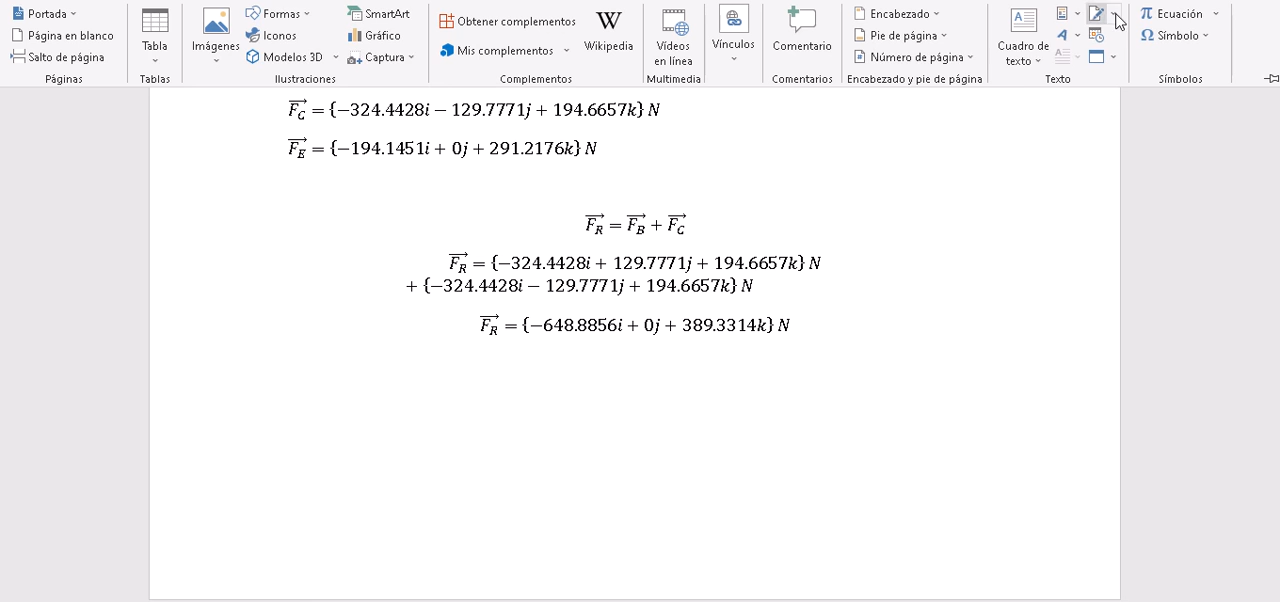 Portada
Página en blanco
Salto de página
Páginas
Tabla
Tablas
Imágenes
Formas
Iconos
Modelos 3D
SmartArt
Gráfico
Captura
Ilustraciones
Obtener complementos
Mis complementos
W
Wikipedia
Complementos
Vídeos
en línea
Multimedia
Vínculos
Comentario
Comentarios
Encabezado
Pie de página
Número de página
Encabezado y pie de página
Cuadro de
texto
Texto
π Ecuación
Ω Símbolo
Símbolos
F_C = {−324.4428i − 129.7771j + 194.6657k} N
F_E = {−194.1451i + 0j + 291.2176k} N
F_R = F_B + F_C
F_R = {−324.4428i + 129.7771j + 194.6657k} N
+ {−324.4428i − 129.7771j + 194.6657k} N
F_R = {−648.8856i + 0j + 389.3314k} N